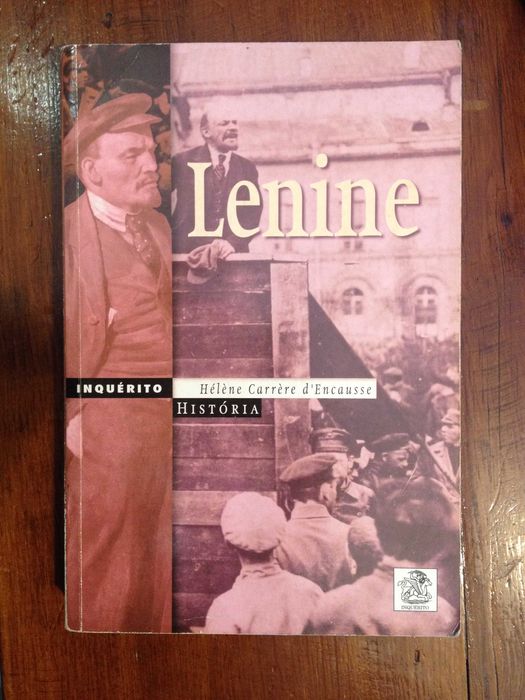 Lenine
INQUÉRITO
Hélène Carrère d'Encausse
HISTÓRIA
INQUÉRITO